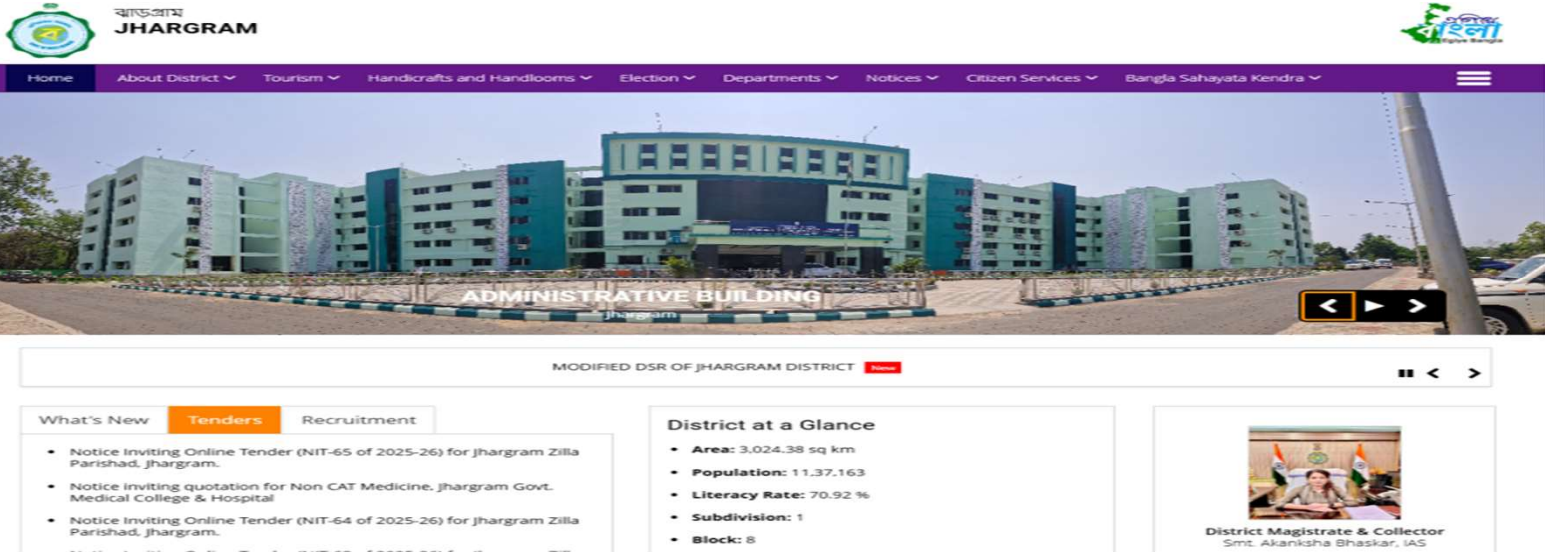 ঝাড়গ্রাম
JHARGRAM
এগিয়ে
বাংলা
Egiye Bangla
Home About District Tourism Handicrafts and Handlooms Election Departments Notices Citizen Services Bangla Sahayata Kendra
ADMINISTRATIVE BUILDING
Jhargram
MODIFIED DSR OF JHARGRAM DISTRICT New
What's New Tenders Recruitment
Notice Inviting Online Tender (NIT-65 of 2025-26) for Jhargram Zilla
Parishad, Jhargram.
Notice inviting quotation for Non CAT Medicine, Jhargram Govt.
Medical College & Hospital
Notice Inviting Online Tender (NIT-64 of 2025-26) for Jhargram Zilla
Parishad, Jhargram.
District at a Glance
Area: 3,024.38 sq km
Population: 11,37,163
Literacy Rate: 70.92 %
Subdivision: 1
Block: 8
District Magistrate & Collector
Smt. Akanksha Bhaskar, IAS